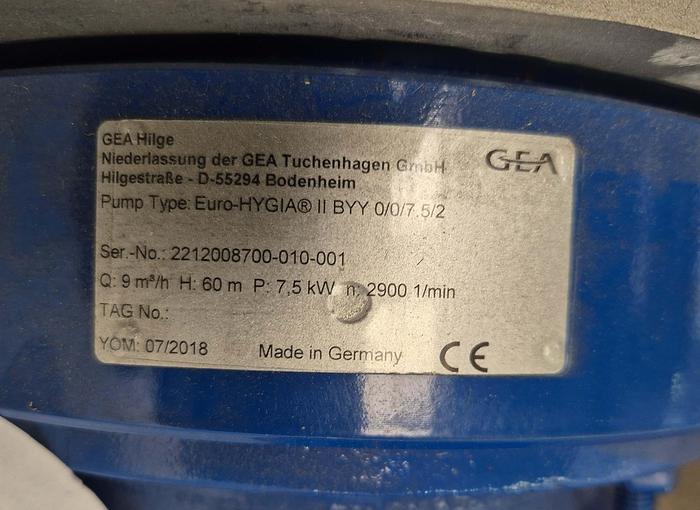 GEA Hilge
GEA
Niederlassung der GEA Tuchenhagen GmbH
Hilgestraße - D-55294 Bodenheim
Pump Type: Euro-HYGIA® II BYY 0/0/7.5/2
Ser.-No.: 2212008700-010-001
Q: 9 m³/h H: 60 m P: 7,5 kW n: 2900 1/min
TAG No.:
YOM: 07/2018 Made in Germany CE